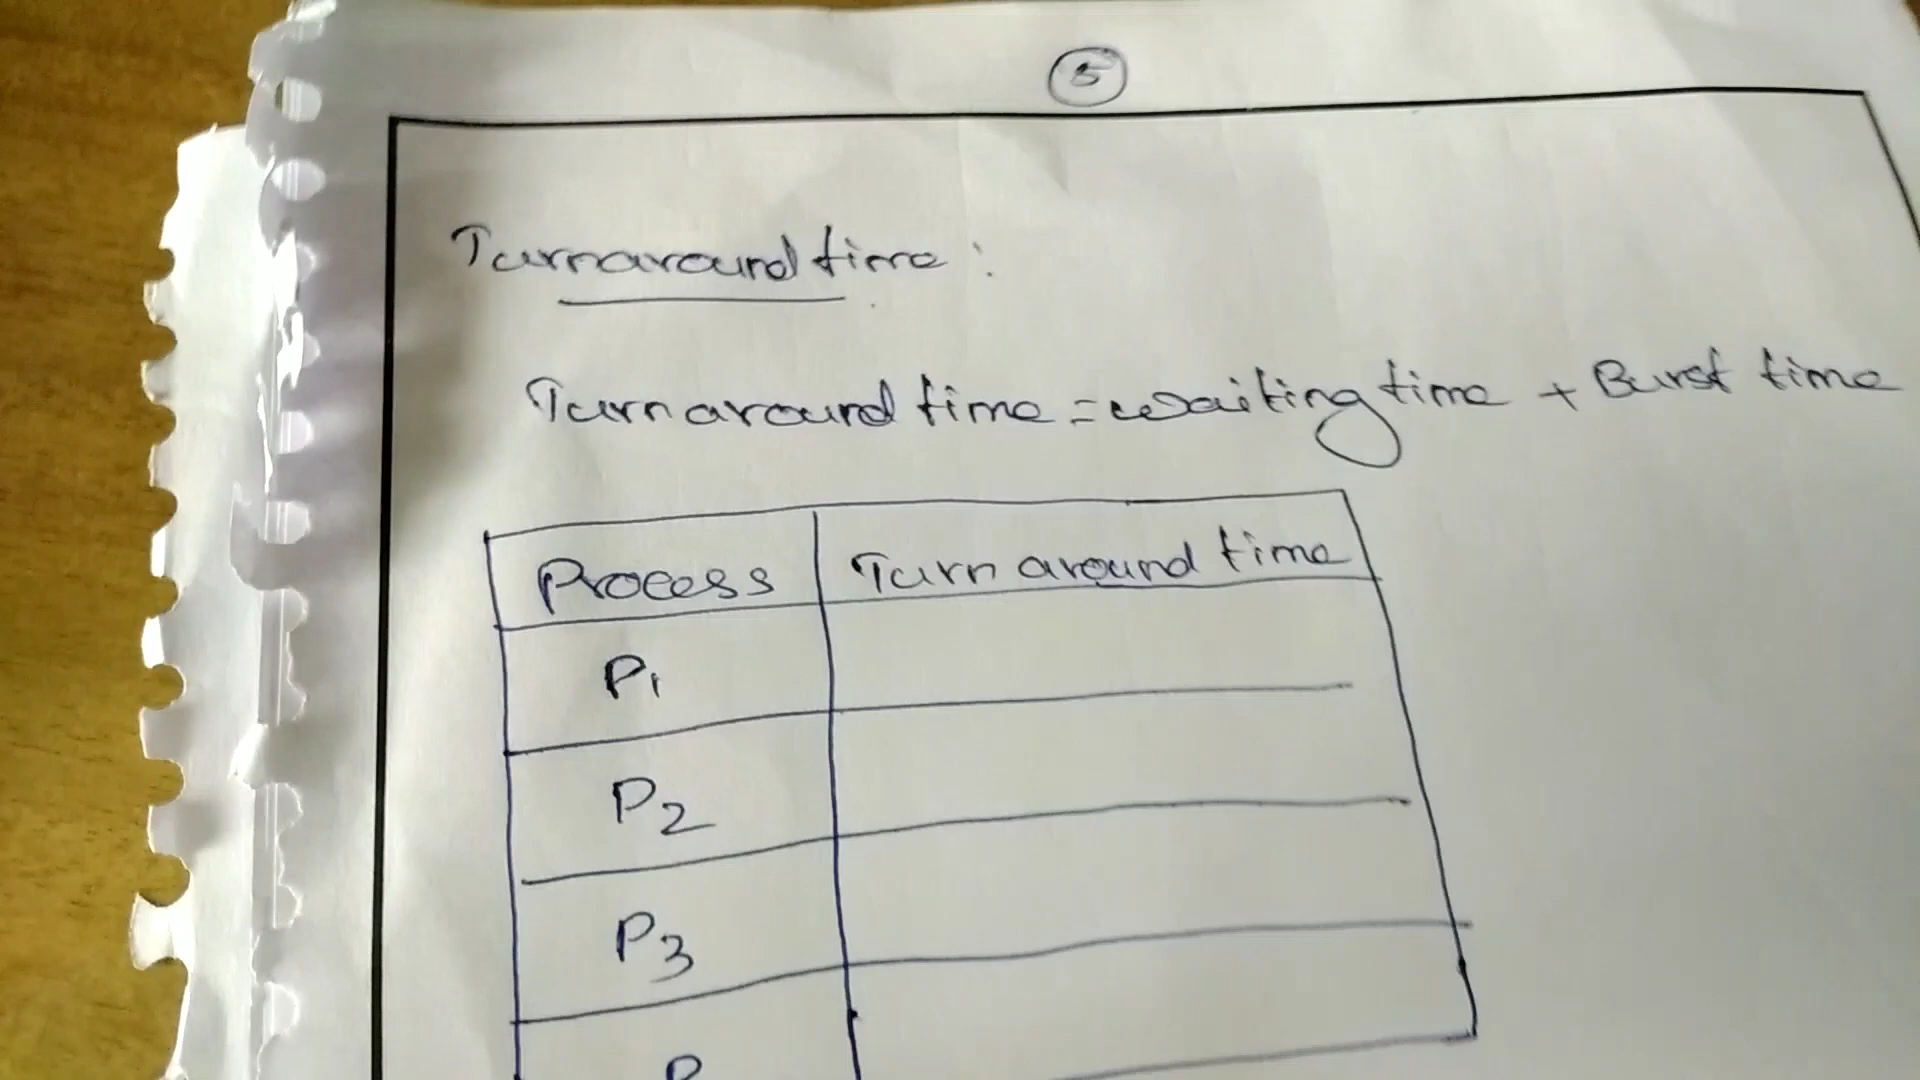 5
Turnaround time :
Turn around time = waiting time + Burst time
Process Turn around time
P1
P2
P3
P